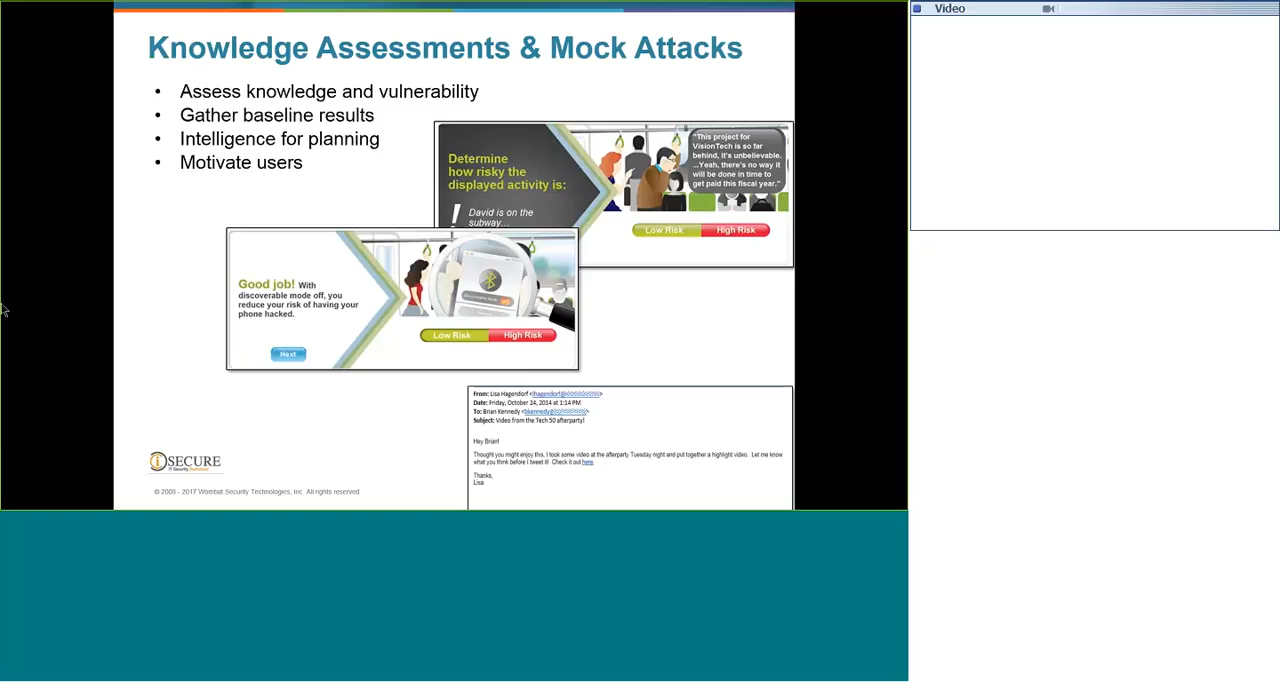 Video
Knowledge Assessments & Mock Attacks
• Assess knowledge and vulnerability
• Gather baseline results
• Intelligence for planning
• Motivate users
Determine
how risky the
displayed activity is:
! David is on the
subway...
"This project for
VisionTech is so far
behind, it's unbelievable.
...Yeah, there's no way it
will be done in time to
get paid this fiscal year."
Low Risk High Risk
Good job! With
discoverable mode off, you
reduce your risk of having your
phone hacked.
Next
Discoverable Mode
Low Risk High Risk
From: Lisa Hagendorf <lhagendorf@
Date: Friday, October 24, 2014 at 1:14 PM
To: Brian Kennedy <bkennedy@
Subject: Video from the Tech 50 afterparty!
Hey Brian!
Thought you might enjoy this, I took some video at the afterparty Tuesday night and put together a highlight video. Let me know
what you think before I tweet it! Check it out here.
Thanks,
Lisa
iSECURE
IT Security
© 2008 - 2017 Wombat Security Technologies, Inc. All rights reserved